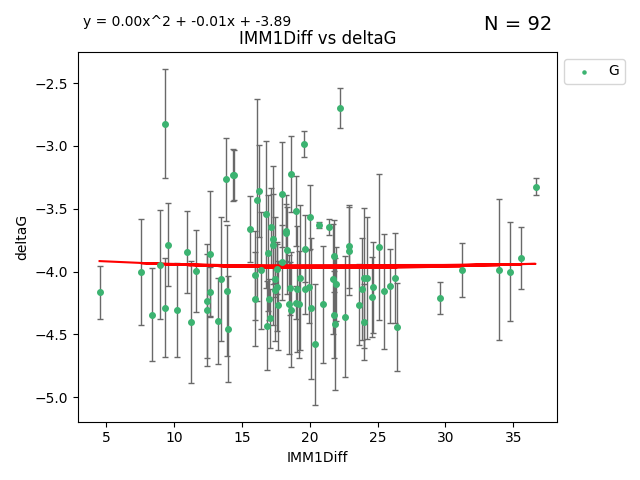 y = 0.00x^2 + -0.01x + -3.89
N = 92
IMM1Diff vs deltaG
G
deltaG
−2.5
−3.0
−3.5
−4.0
−4.5
−5.0
5 10 15 20 25 30 35
IMM1Diff